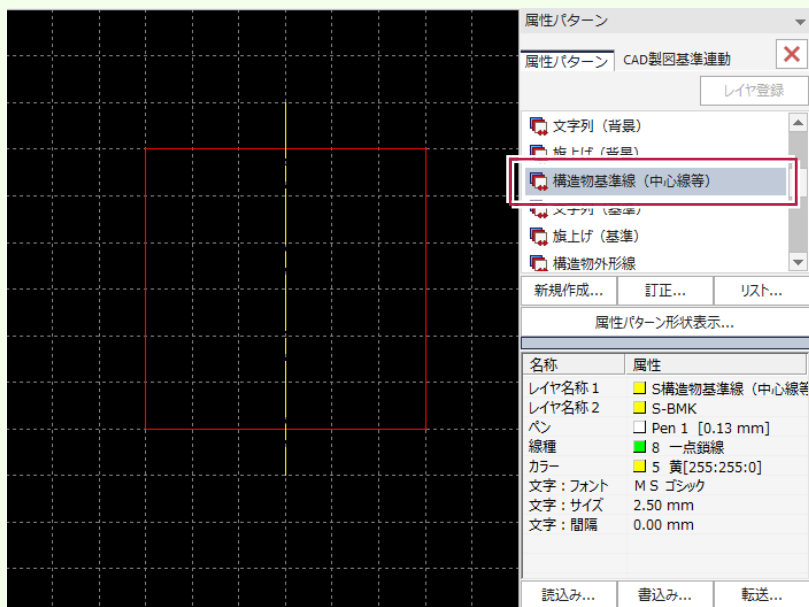 属性パターン
属性パターン CAD製図基準連動
レイヤ登録
文字列（背景）
旗上げ（背景）
構造物基準線（中心線等）
文字列（基準）
旗上げ（基準）
構造物外形線
新規作成... 訂正... リスト...
属性パターン形状表示...
名称 属性
レイヤ名称 1 S構造物基準線（中心線等
レイヤ名称 2 S-BMK
ペン Pen 1 [0.13 mm]
線種 8 一点鎖線
カラー 5 黄[255:255:0]
文字：フォント ＭＳ ゴシック
文字：サイズ 2.50 mm
文字：間隔 0.00 mm
読込み... 書込み... 転送...